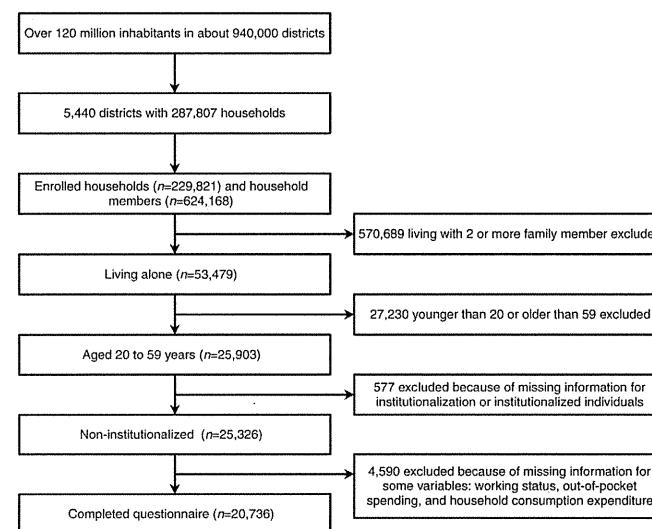 Over 120 million inhabitants in about 940,000 districts
5,440 districts with 287,807 households
Enrolled households (n=229,821) and household
members (n=624,168)
570,689 living with 2 or more family member exclude
Living alone (n=53,479)
27,230 younger than 20 or older than 59 excluded
Aged 20 to 59 years (n=25,903)
577 excluded because of missing information for
institutionalization or institutionalized individuals
Non-institutionalized (n=25,326)
4,590 excluded because of missing information for
some variables: working status, out-of-pocket
spending, and household consumption expenditure
Completed questionnaire (n=20,736)